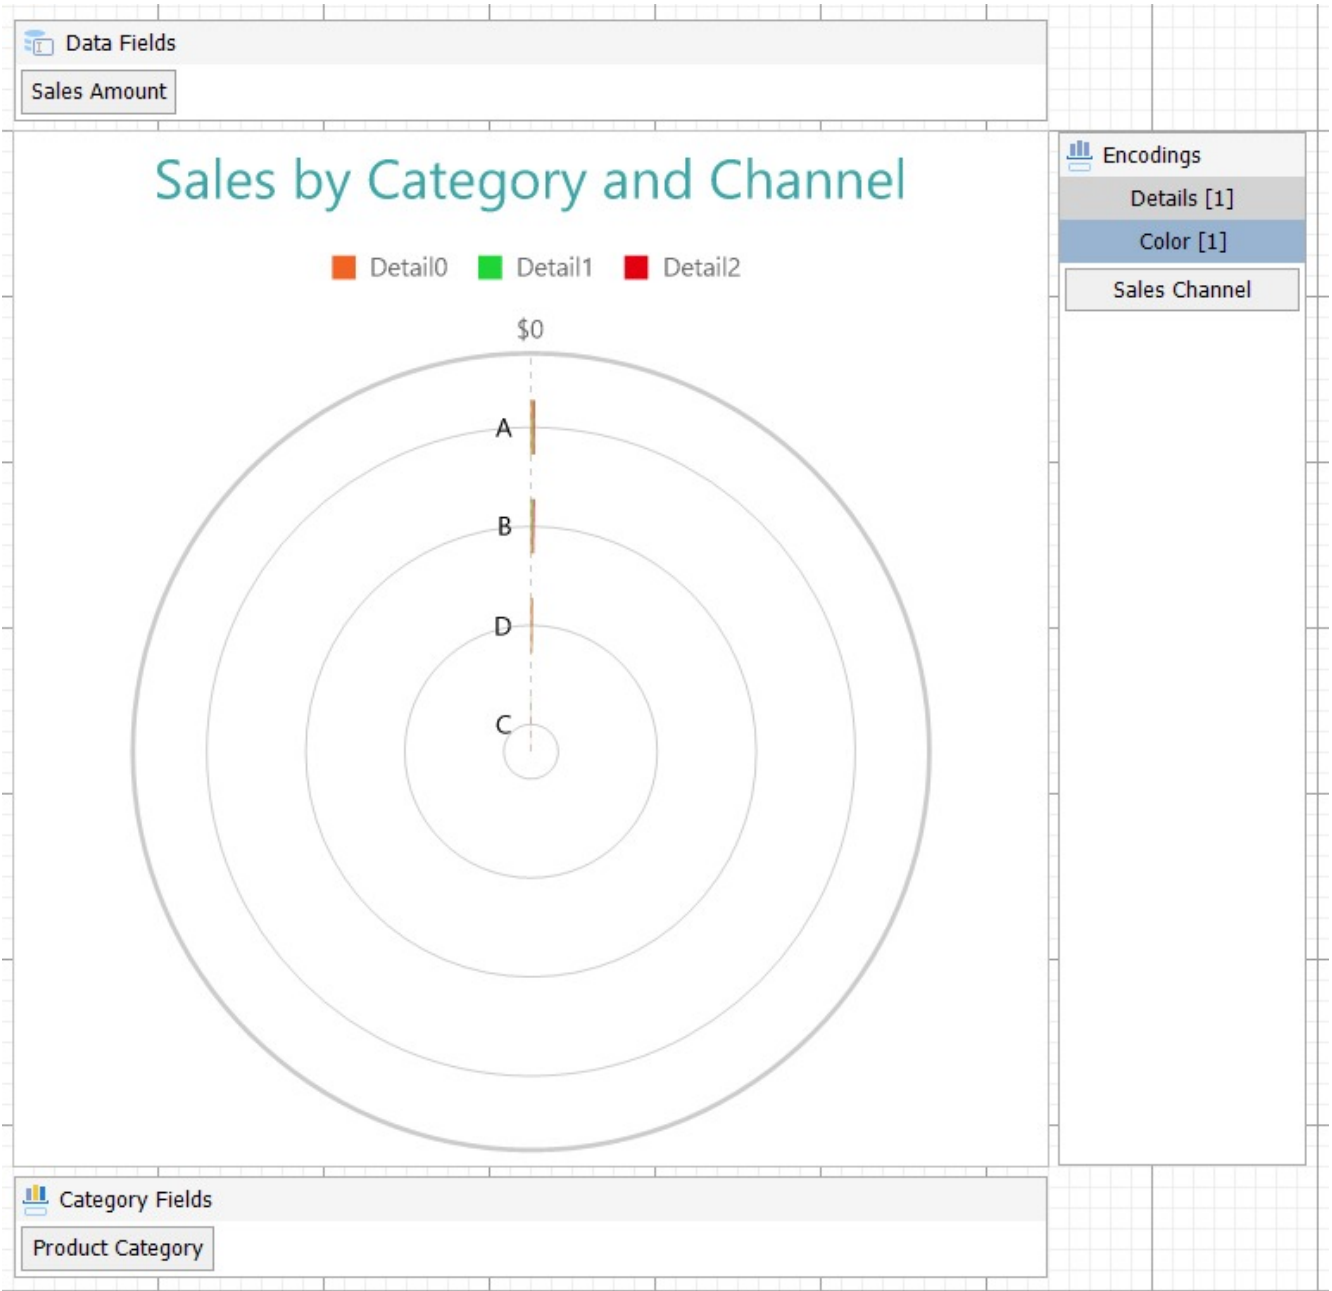 Data Fields
Sales Amount
Sales by Category and Channel
Detail0 Detail1 Detail2
$0
A
B
D
C
Encodings
Details [1]
Color [1]
Sales Channel
Category Fields
Product Category